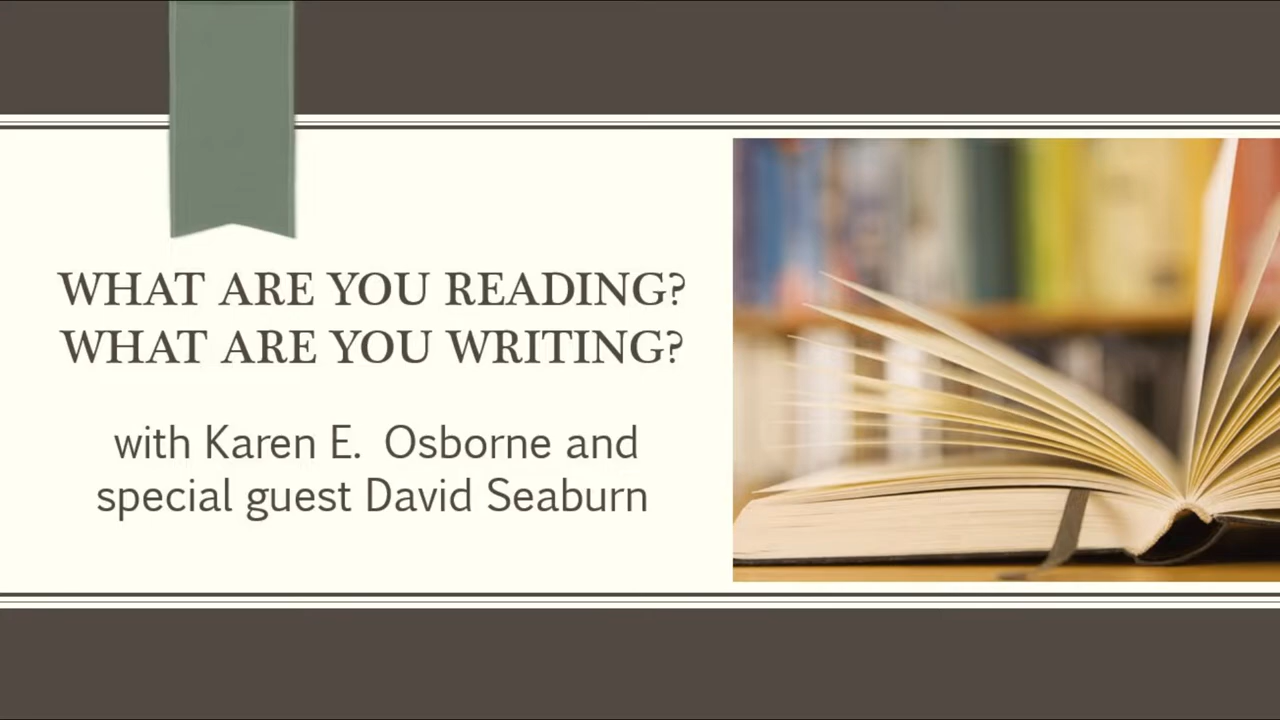 WHAT ARE YOU READING?
WHAT ARE YOU WRITING?
with Karen E.  Osborne and
special guest David Seaburn